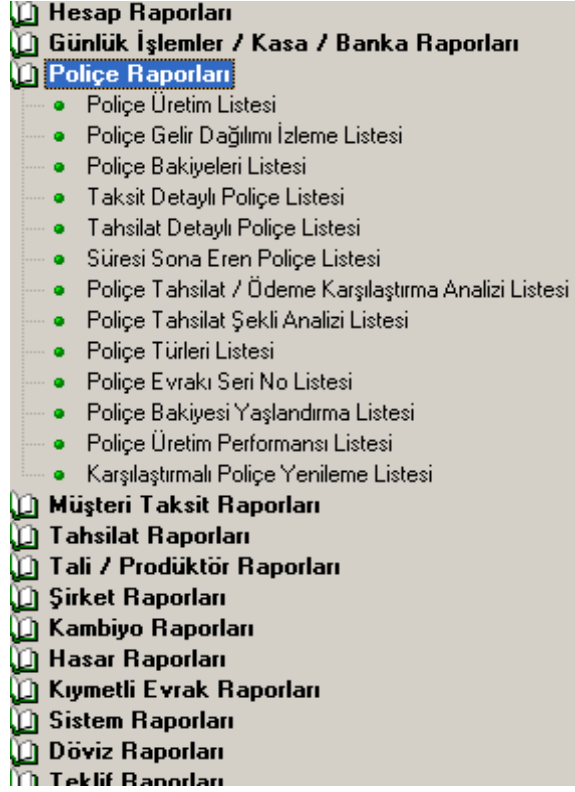 Hesap Raporları
Günlük İşlemler / Kasa / Banka Raporları
Poliçe Raporları
Poliçe Üretim Listesi
Poliçe Gelir Dağılımı İzleme Listesi
Poliçe Bakiyeleri Listesi
Taksit Detaylı Poliçe Listesi
Tahsilat Detaylı Poliçe Listesi
Süresi Sona Eren Poliçe Listesi
Poliçe Tahsilat / Ödeme Karşılaştırma Analizi Listesi
Poliçe Tahsilat Şekli Analizi Listesi
Poliçe Türleri Listesi
Poliçe Evrakı Seri No Listesi
Poliçe Bakiyesi Yaşlandırma Listesi
Poliçe Üretim Performansı Listesi
Karşılaştırmalı Poliçe Yenileme Listesi
Müşteri Taksit Raporları
Tahsilat Raporları
Tali / Prodüktör Raporları
Şirket Raporları
Kambiyo Raporları
Hasar Raporları
Kıymetli Evrak Raporları
Sistem Raporları
Döviz Raporları
Teklif Raporları